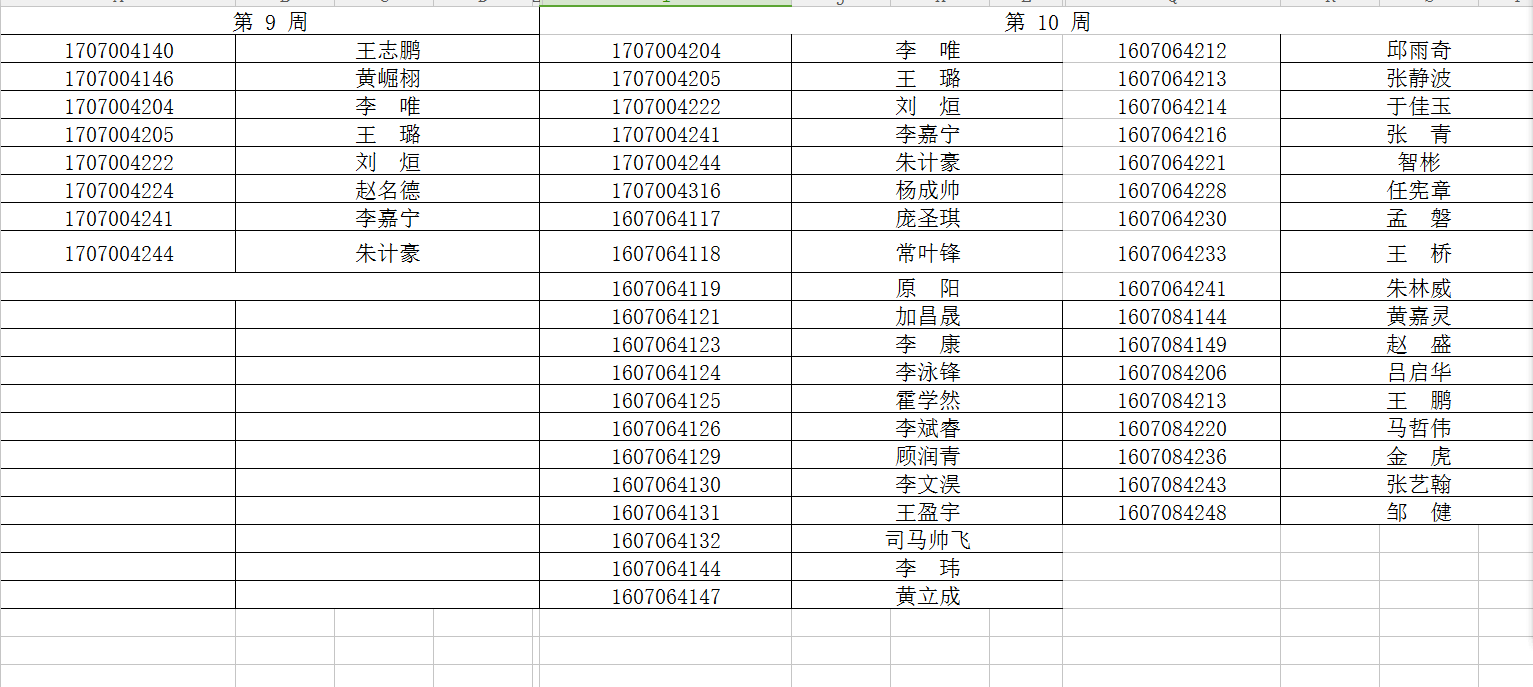 第 9 周 第 10 周
1707004140 王志鹏 1707004204 李 唯 1607064212 邱雨奇
1707004146 黄崛栩 1707004205 王 璐 1607064213 张静波
1707004204 李 唯 1707004222 刘 烜 1607064214 于佳玉
1707004205 王 璐 1707004241 李嘉宁 1607064216 张 青
1707004222 刘 烜 1707004244 朱计豪 1607064221 智彬
1707004224 赵名德 1707004316 杨成帅 1607064228 任宪章
1707004241 李嘉宁 1607064117 庞圣琪 1607064230 孟 磐
1707004244 朱计豪 1607064118 常叶锋 1607064233 王 桥
1607064119 原 阳 1607064241 朱林威
1607064121 加昌晟 1607084144 黄嘉灵
1607064123 李 康 1607084149 赵 盛
1607064124 李泳锋 1607084206 吕启华
1607064125 霍学然 1607084213 王 鹏
1607064126 李斌睿 1607084220 马哲伟
1607064129 顾润青 1607084236 金 虎
1607064130 李文淏 1607084243 张艺翰
1607064131 王盈宇 1607084248 邹 健
1607064132 司马帅飞
1607064144 李 玮
1607064147 黄立成